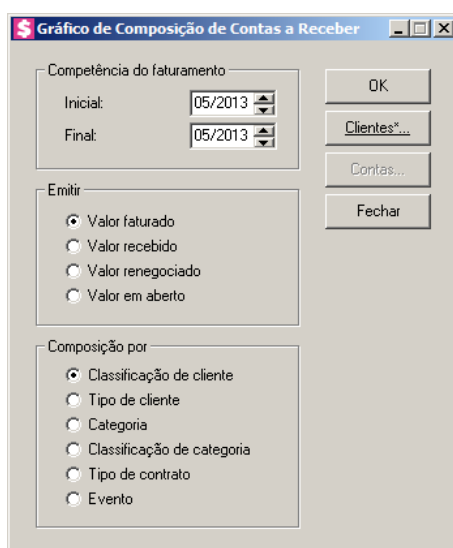 $ Gráfico de Composição de Contas a Receber
Competência do faturamento
Inicial: 05/2013
Final: 05/2013
OK
Clientes*...
Contas...
Fechar
Emitir
Valor faturado
Valor recebido
Valor renegociado
Valor em aberto
Composição por
Classificação de cliente
Tipo de cliente
Categoria
Classificação de categoria
Tipo de contrato
Evento